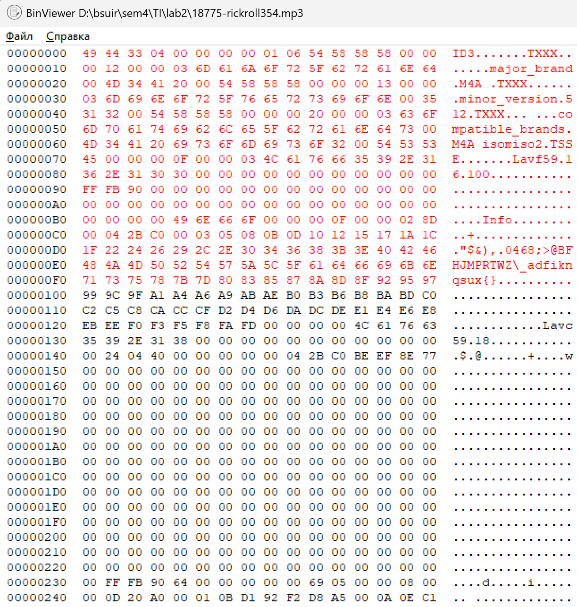 BinViewer D:\bsuir\sem4\TI\lab2\18775-rickroll354.mp3
Файл Справка
00000000 49 44 33 04 00 00 00 00 01 06 54 58 58 58 00 00 ID3.......TXXX..
00000010 00 12 00 00 03 6D 61 6A 6F 72 5F 62 72 61 6E 64 .....major_brand
00000020 00 4D 34 41 20 00 54 58 58 58 00 00 00 13 00 00 .M4A .TXXX......
00000030 03 6D 69 6E 6F 72 5F 76 65 72 73 69 6F 6E 00 35 .minor_version.5
00000040 31 32 00 54 58 58 58 00 00 00 20 00 00 03 63 6F 12.TXXX... ...co
00000050 6D 70 61 74 69 62 6C 65 5F 62 72 61 6E 64 73 00 mpatible_brands.
00000060 4D 34 41 20 69 73 6F 6D 69 73 6F 32 00 54 53 53 M4A isomiso2.TSS
00000070 45 00 00 00 0F 00 00 03 4C 61 76 66 35 39 2E 31 E.......Lavf59.1
00000080 36 2E 31 30 30 00 00 00 00 00 00 00 00 00 00 00 6.100...........
00000090 FF FB 90 00 00 00 00 00 00 00 00 00 00 00 00 00 ................
000000A0 00 00 00 00 00 00 00 00 00 00 00 00 00 00 00 00 ................
000000B0 00 00 00 00 49 6E 66 6F 00 00 00 0F 00 00 02 8D ....Info........
000000C0 00 04 2B C0 00 03 05 08 0B 0D 10 12 15 17 1A 1C ..+.............
000000D0 1F 22 24 26 29 2C 2E 30 34 36 38 3B 3E 40 42 46 ."$&),.0468;>@BF
000000E0 48 4A 4D 50 52 54 57 5A 5C 5F 61 64 66 69 6B 6E HJMPRTWZ\_adfikn
000000F0 71 73 75 78 7B 7D 80 83 85 87 8A 8D 8F 92 95 97 qsux{}..........
00000100 99 9C 9F A1 A4 A6 A9 AB AE B0 B3 B6 B8 BA BD C0 ................
00000110 C2 C5 C8 CA CC CF D2 D4 D6 DA DC DE E1 E4 E6 E8 ................
00000120 EB EE F0 F3 F5 F8 FA FD 00 00 00 00 4C 61 76 63 ............Lavc
00000130 35 39 2E 31 38 00 00 00 00 00 00 00 00 00 00 00 59.18...........
00000140 00 24 04 40 00 00 00 00 00 04 2B C0 BE EF 8E 77 .$.@......+....w
00000150 00 00 00 00 00 00 00 00 00 00 00 00 00 00 00 00 ................
00000160 00 00 00 00 00 00 00 00 00 00 00 00 00 00 00 00 ................
00000170 00 00 00 00 00 00 00 00 00 00 00 00 00 00 00 00 ................
00000180 00 00 00 00 00 00 00 00 00 00 00 00 00 00 00 00 ................
00000190 00 00 00 00 00 00 00 00 00 00 00 00 00 00 00 00 ................
000001A0 00 00 00 00 00 00 00 00 00 00 00 00 00 00 00 00 ................
000001B0 00 00 00 00 00 00 00 00 00 00 00 00 00 00 00 00 ................
000001C0 00 00 00 00 00 00 00 00 00 00 00 00 00 00 00 00 ................
000001D0 00 00 00 00 00 00 00 00 00 00 00 00 00 00 00 00 ................
000001E0 00 00 00 00 00 00 00 00 00 00 00 00 00 00 00 00 ................
000001F0 00 00 00 00 00 00 00 00 00 00 00 00 00 00 00 00 ................
00000200 00 00 00 00 00 00 00 00 00 00 00 00 00 00 00 00 ................
00000210 00 00 00 00 00 00 00 00 00 00 00 00 00 00 00 00 ................
00000220 00 00 00 00 00 00 00 00 00 00 00 00 00 00 00 00 ................
00000230 00 FF FB 90 64 00 00 00 00 00 69 05 00 00 08 00 ....d.....i.....
00000240 00 0D 20 A0 00 01 0B D1 92 F2 D8 A5 00 0A 0E C1 .. .............